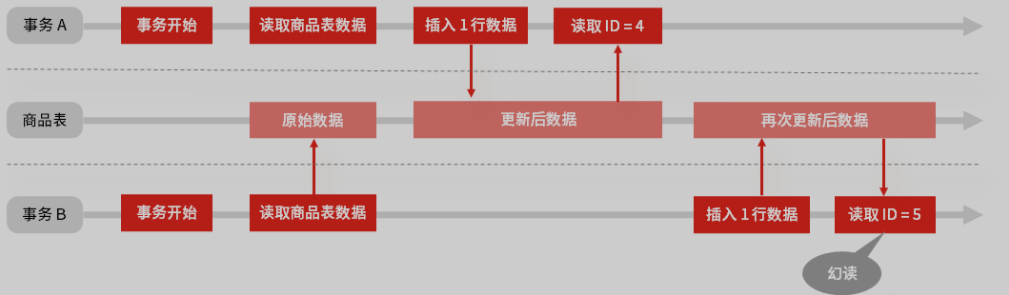 事务 A
事务开始
读取商品表数据
插入 1 行数据
读取 ID = 4
商品表
原始数据
更新后数据
再次更新后数据
事务 B
事务开始
读取商品表数据
插入 1 行数据
读取 ID = 5
幻读